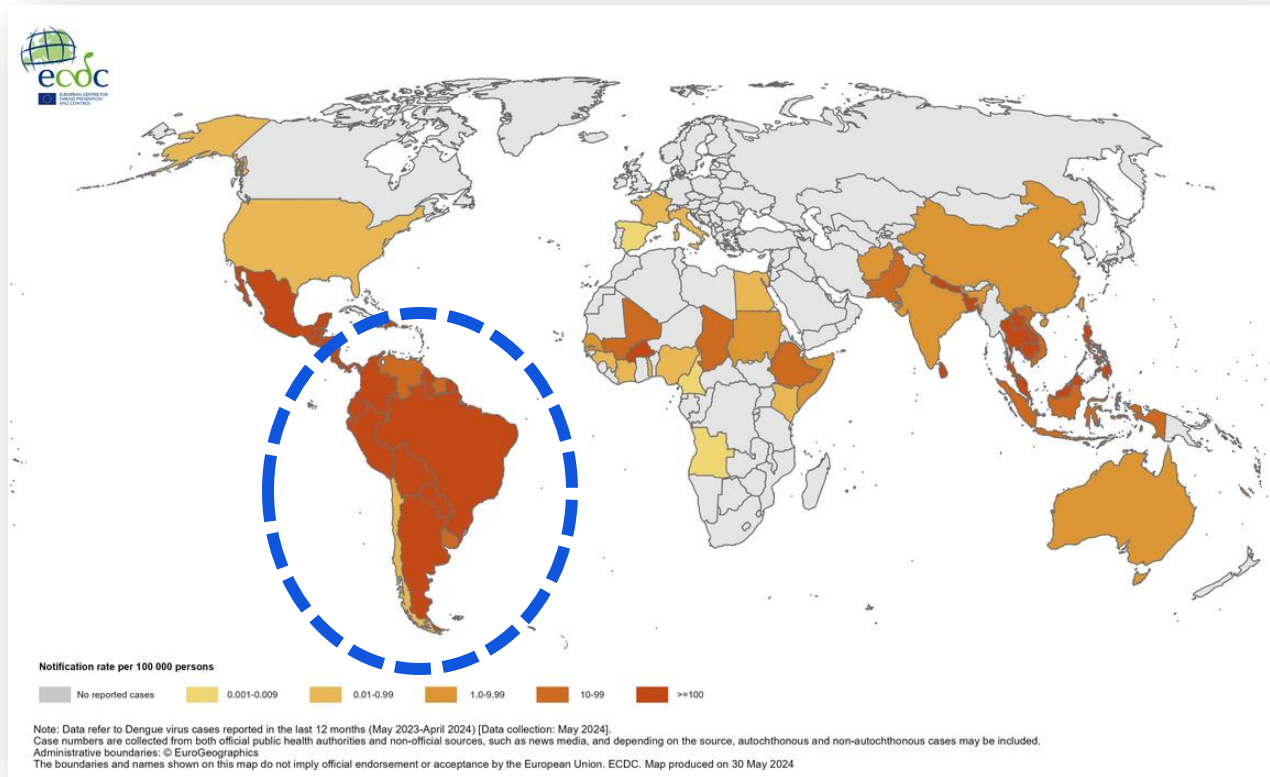 ecdc
EUROPEAN CENTRE FOR
DISEASE PREVENTION
AND CONTROL
Notification rate per 100 000 persons
No reported cases 0.001-0.009 0.01-0.99 1.0-9.99 10-99 >=100
Note: Data refer to Dengue virus cases reported in the last 12 months (May 2023-April 2024) [Data collection: May 2024].
Case numbers are collected from both official public health authorities and non-official sources, such as news media, and depending on the source, autochthonous and non-autochthonous cases may be included.
Administrative boundaries: © EuroGeographics
The boundaries and names shown on this map do not imply official endorsement or acceptance by the European Union. ECDC. Map produced on 30 May 2024